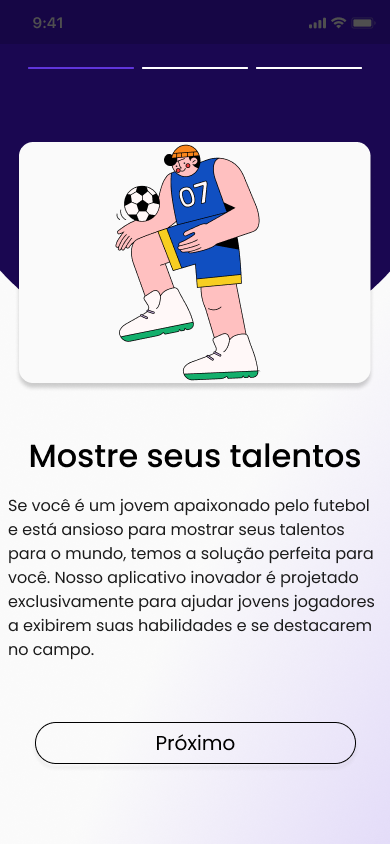 9:41
07
Mostre seus talentos
Se você é um jovem apaixonado pelo futebol
e está ansioso para mostrar seus talentos
para o mundo, temos a solução perfeita para
você. Nosso aplicativo inovador é projetado
exclusivamente para ajudar jovens jogadores
a exibirem suas habilidades e se destacarem
no campo.
Próximo